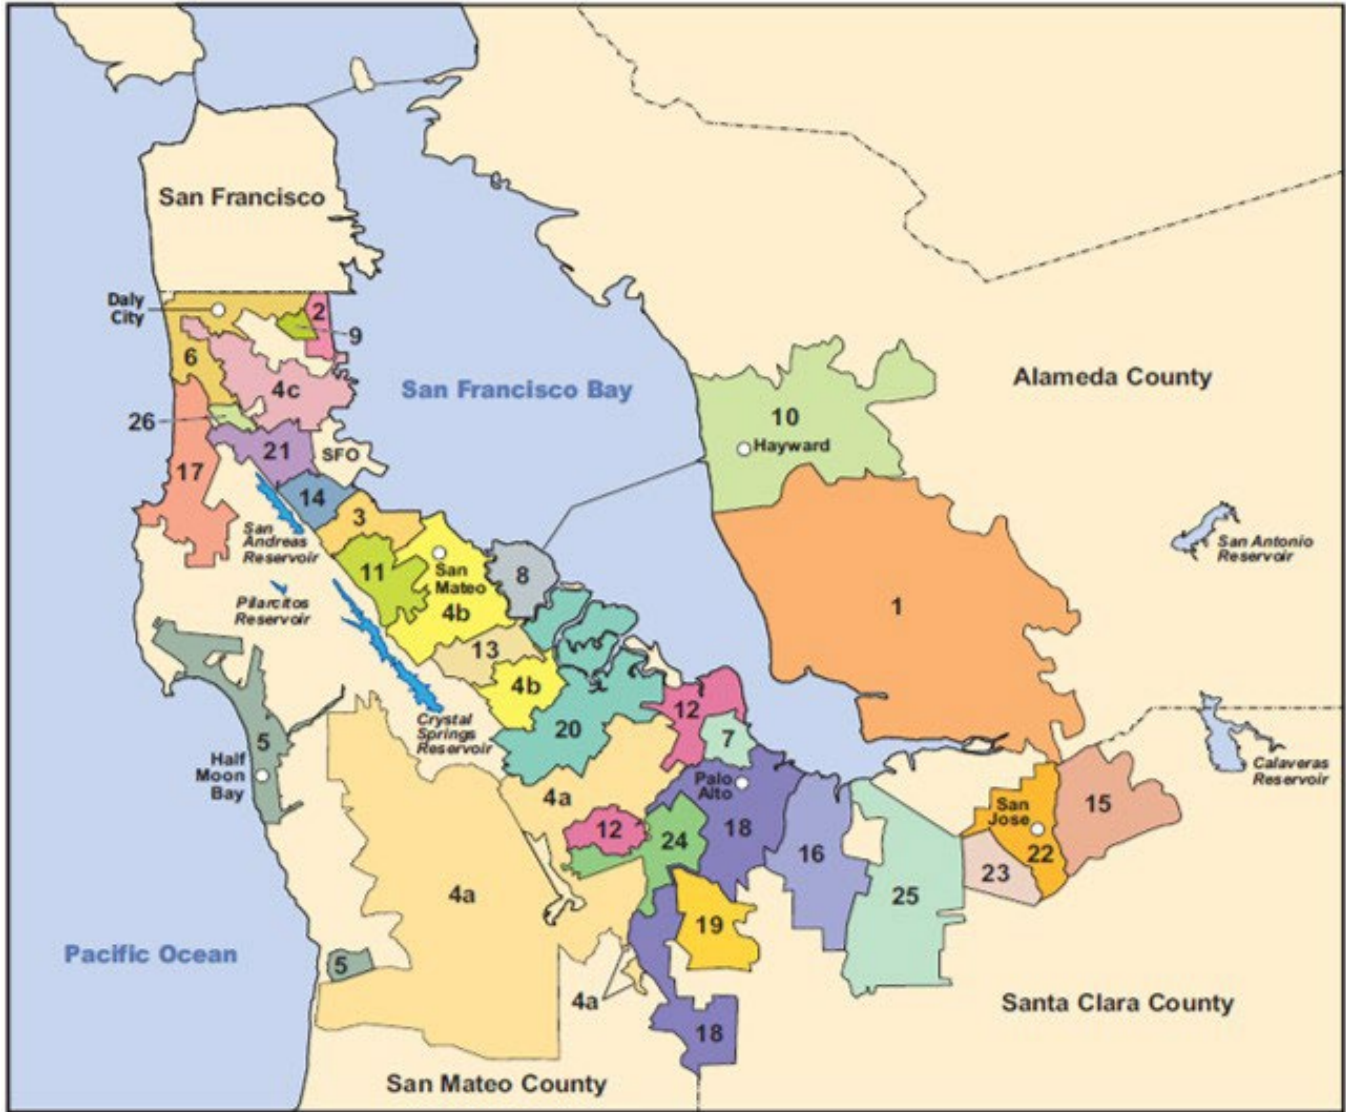 San Francisco
Daly
City
2
9
6
4c
San Francisco Bay
Alameda County
26
10
Hayward
21
SFO
17
14
3
San
Andreas
Reservoir
San Antonio
Reservoir
11
San
Mateo
8
Pilarcitos
Reservoir
4b
1
13
4b
12
Crystal
Springs
Reservoir
20
7
5
Half
Moon
Bay
Calaveras
Reservoir
Palo
Alto
4a
San
Jose
15
12
24
18
16
22
23
4a
25
19
Pacific Ocean
5
4a
Santa Clara County
18
San Mateo County